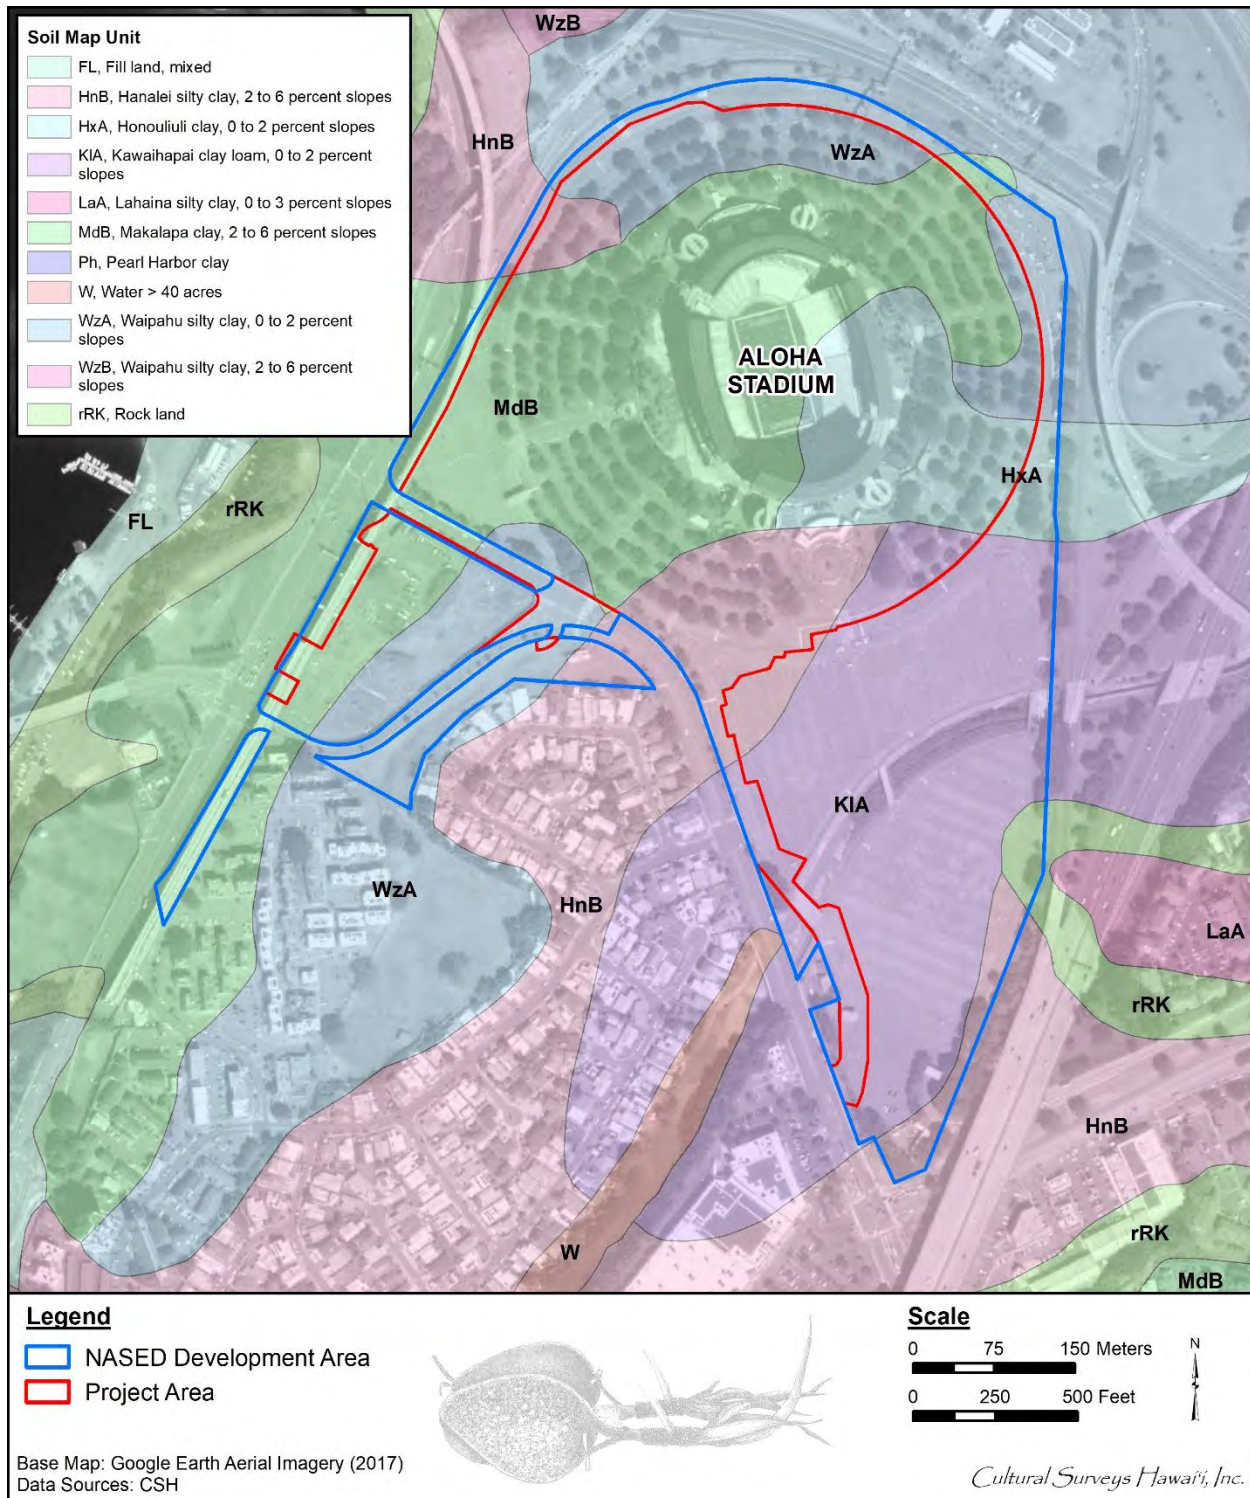 Soil Map Unit
FL, Fill land, mixed
HnB, Hanalei silty clay, 2 to 6 percent slopes
HxA, Honouliuli clay, 0 to 2 percent slopes
KlA, Kawaihapai clay loam, 0 to 2 percent
slopes
LaA, Lahaina silty clay, 0 to 3 percent slopes
MdB, Makalapa clay, 2 to 6 percent slopes
Ph, Pearl Harbor clay
W, Water > 40 acres
WzA, Waipahu silty clay, 0 to 2 percent
slopes
WzB, Waipahu silty clay, 2 to 6 percent
slopes
rRK, Rock land
WzB
HnB
WzA
ALOHA
STADIUM
MdB
HxA
rRK
FL
KlA
WzA
HnB
LaA
rRK
HnB
W
rRK
MdB
Legend
NASED Development Area
Project Area
Scale
0 75 150 Meters
0 250 500 Feet
N
Base Map: Google Earth Aerial Imagery (2017)
Data Sources: CSH
Cultural Surveys Hawai‘i, Inc.